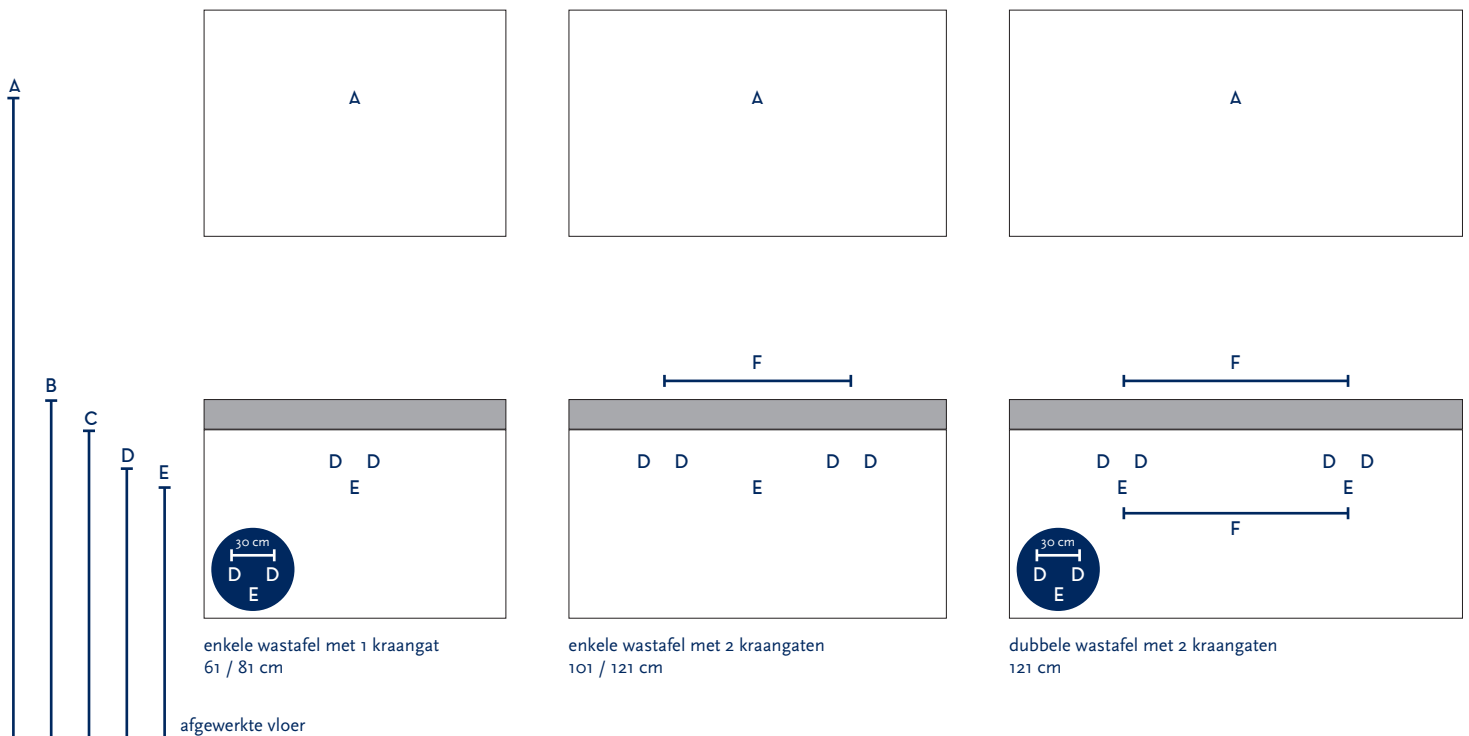 A
A
A
A
B
C
D
E
F
F
D D
E
D D
D D
E
D D
D D
E
E
F
30 cm
D D
E
30 cm
D D
E
enkele wastafel met 1 kraangat
61 / 81 cm
enkele wastafel met 2 kraangaten
101 / 121 cm
dubbele wastafel met 2 kraangaten
121 cm
afgewerkte vloer